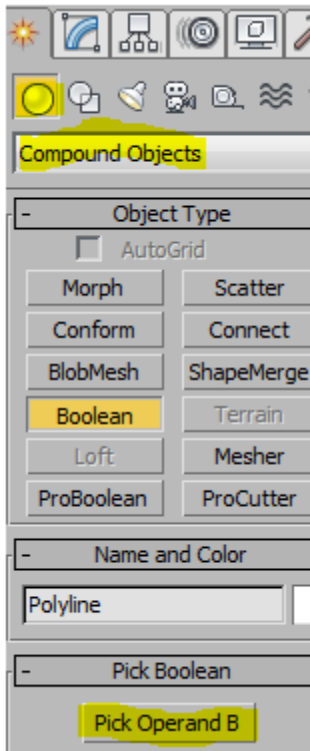 Compound Objects
- Object Type
AutoGrid
Morph Scatter
Conform Connect
BlobMesh ShapeMerge
Boolean Terrain
Loft Mesher
ProBoolean ProCutter
- Name and Color
Polyline
- Pick Boolean
Pick Operand B